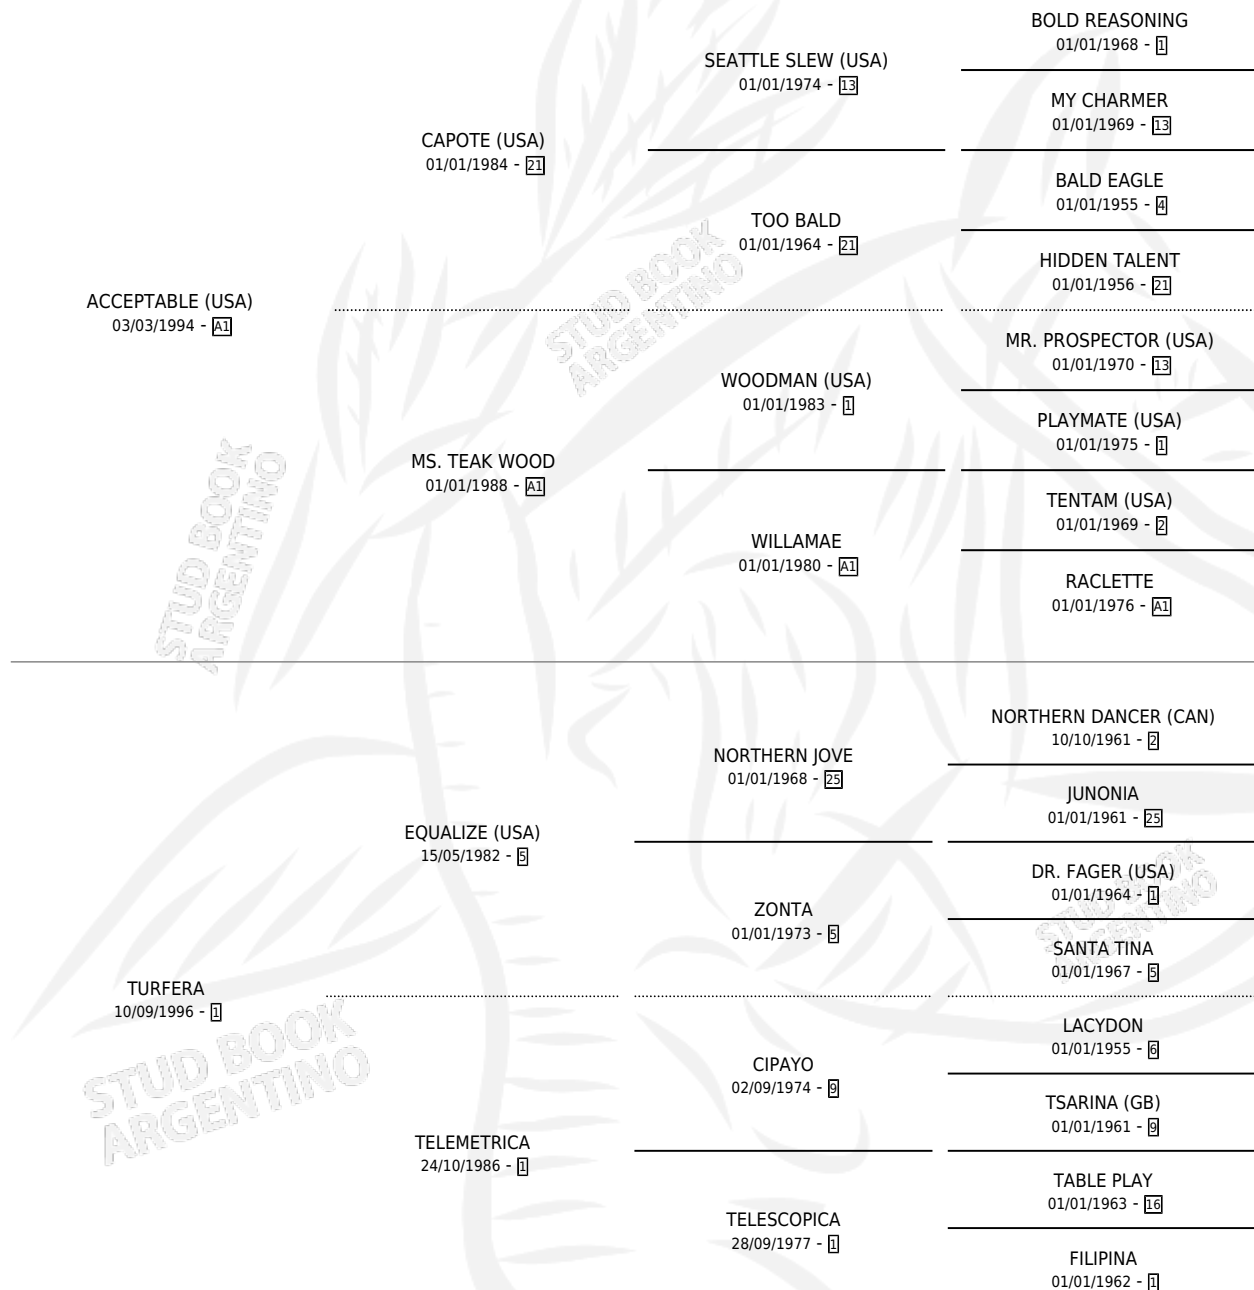 BOLD REASONING
01/01/1968 - 1
SEATTLE SLEW (USA)
01/01/1974 - 13
MY CHARMER
01/01/1969 - 13
CAPOTE (USA)
01/01/1984 - 21
BALD EAGLE
01/01/1955 - 4
TOO BALD
01/01/1964 - 21
HIDDEN TALENT
01/01/1956 - 21
ACCEPTABLE (USA)
03/03/1994 - A1
MR. PROSPECTOR (USA)
01/01/1970 - 13
WOODMAN (USA)
01/01/1983 - 1
PLAYMATE (USA)
01/01/1975 - 1
MS. TEAK WOOD
01/01/1988 - A1
TENTAM (USA)
01/01/1969 - 2
WILLAMAE
01/01/1980 - A1
RACLETTE
01/01/1976 - A1
NORTHERN DANCER (CAN)
10/10/1961 - 2
NORTHERN JOVE
01/01/1968 - 25
JUNONIA
01/01/1961 - 25
EQUALIZE (USA)
15/05/1982 - 5
DR. FAGER (USA)
01/01/1964 - 1
ZONTA
01/01/1973 - 5
SANTA TINA
01/01/1967 - 5
TURFERA
10/09/1996 - 1
LACYDON
01/01/1955 - 6
CIPAYO
02/09/1974 - 9
TSARINA (GB)
01/01/1961 - 9
TELEMETRICA
24/10/1986 - 1
TABLE PLAY
01/01/1963 - 16
TELESCOPICA
28/09/1977 - 1
FILIPINA
01/01/1962 - 1
STUD BOOK
ARGENTINO
STUD BOOK
ARGENTINO
STUD BOOK
ARGENTINO
STUD BOOK
ARGENTINO